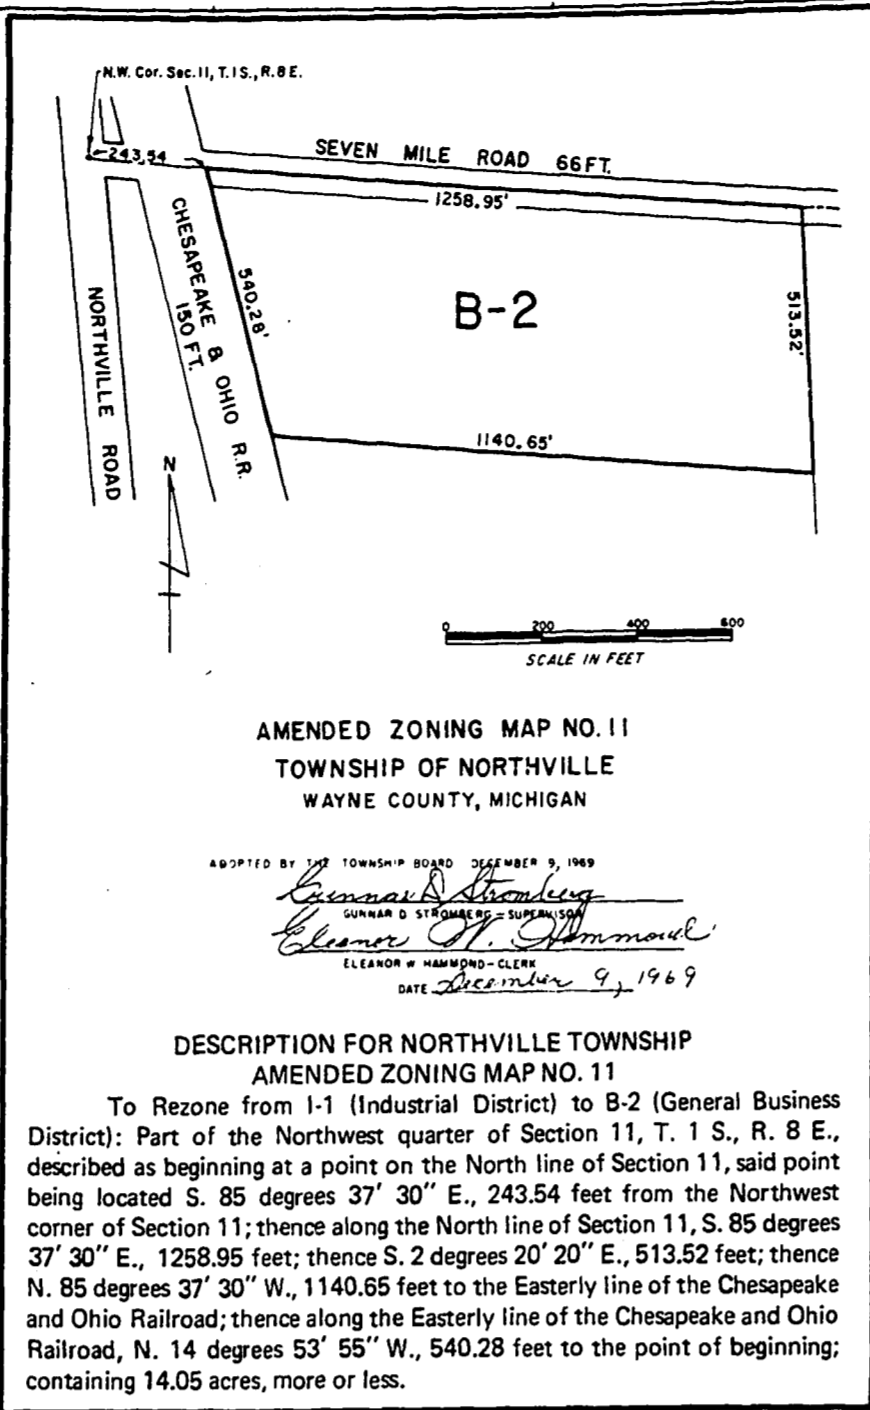 N.W. Cor. Sec. 11, T. 1 S., R. 8 E.
243.54
SEVEN MILE ROAD 66 FT.
1258.95'
CHESAPEAKE & OHIO R.R.
150 FT.
540.28'
B-2
513.52'
NORTHVILLE ROAD
1140.65'
N
0 200 400 600
SCALE IN FEET
AMENDED ZONING MAP NO. 11
TOWNSHIP OF NORTHVILLE
WAYNE COUNTY, MICHIGAN
ADOPTED BY THE TOWNSHIP BOARD DECEMBER 9, 1969
Gunnar D Stromberg
GUNNAR D STROMBERG - SUPERVISOR
Eleanor W. Hammond
ELEANOR W HAMMOND - CLERK
DATE December 9, 1969
DESCRIPTION FOR NORTHVILLE TOWNSHIP
AMENDED ZONING MAP NO. 11
To Rezone from I-1 (Industrial District) to B-2 (General Business
District): Part of the Northwest quarter of Section 11, T. 1 S., R. 8 E.,
described as beginning at a point on the North line of Section 11, said point
being located S. 85 degrees 37' 30" E., 243.54 feet from the Northwest
corner of Section 11; thence along the North line of Section 11, S. 85 degrees
37' 30" E., 1258.95 feet; thence S. 2 degrees 20' 20" E., 513.52 feet; thence
N. 85 degrees 37' 30" W., 1140.65 feet to the Easterly line of the Chesapeake
and Ohio Railroad; thence along the Easterly line of the Chesapeake and Ohio
Railroad, N. 14 degrees 53' 55" W., 540.28 feet to the point of beginning;
containing 14.05 acres, more or less.